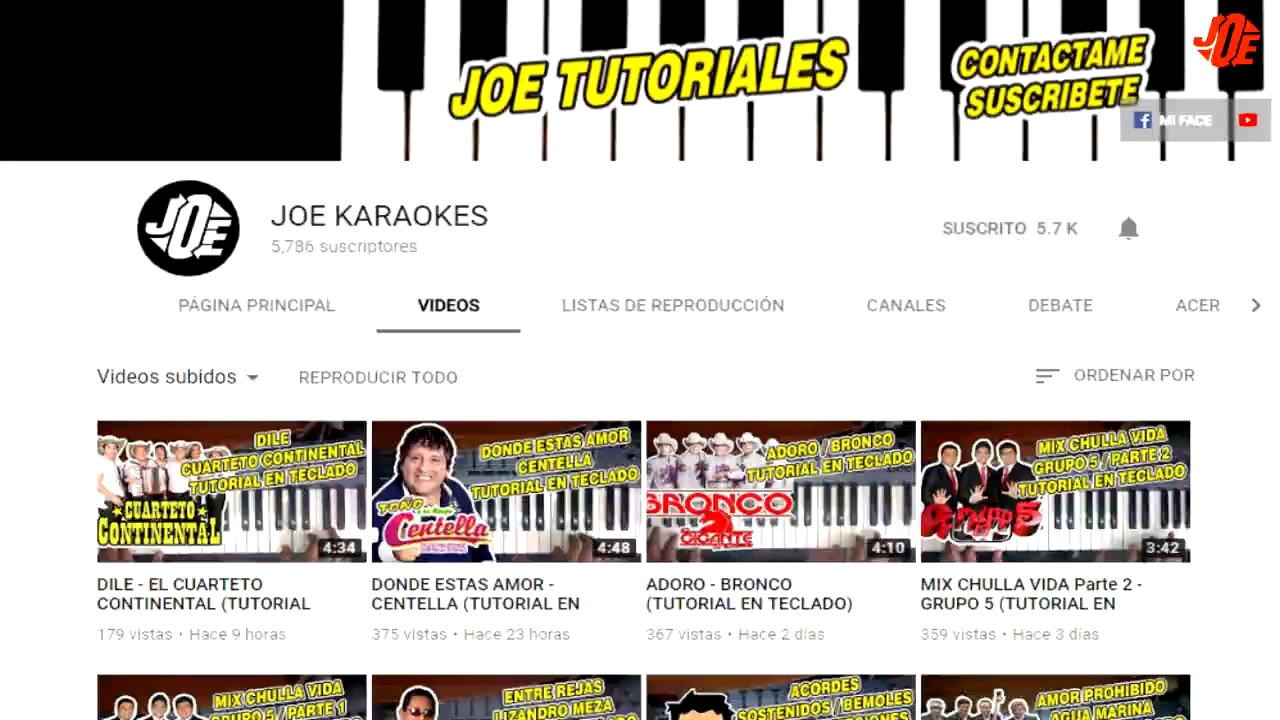 JOE TUTORIALES
CONTACTAME
SUSCRIBETE
JOE
MI FACE
JOE
JOE KARAOKES
5,786 suscriptores
SUSCRITO 5.7 K
PÁGINA PRINCIPAL VIDEOS LISTAS DE REPRODUCCIÓN CANALES DEBATE ACER
Videos subidos REPRODUCIR TODO ORDENAR POR
DILE
CUARTETO CONTINENTAL
TUTORIAL EN TECLADO
CUARTETO
CONTINENTAL
4:34
DONDE ESTAS AMOR
CENTELLA
TUTORIAL EN TECLADO
Centella
4:48
ADORO / BRONCO
TUTORIAL EN TECLADO
BRONCO
GIGANTE
4:10
MIX CHULLA VIDA
GRUPO 5 / PARTE 2
TUTORIAL EN TECLADO
3:42
DILE - EL CUARTETO
CONTINENTAL (TUTORIAL
179 vistas • Hace 9 horas
DONDE ESTAS AMOR -
CENTELLA (TUTORIAL EN
375 vistas • Hace 23 horas
ADORO - BRONCO
(TUTORIAL EN TECLADO)
367 vistas • Hace 2 días
MIX CHULLA VIDA Parte 2 -
GRUPO 5 (TUTORIAL EN
359 vistas • Hace 3 días
MIX CHULLA VIDA
GRUPO 5 / PARTE 1
ENTRE REJAS
LIZANDRO MEZA
ACORDES
SOSTENIDOS / BEMOLES
AMOR PROHIBIDO
AGUA MARINA